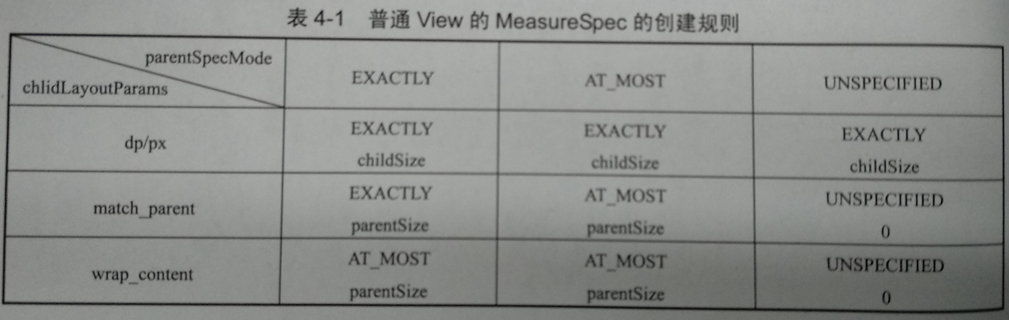 表 4-1 普通 View 的 MeasureSpec 的创建规则
parentSpecMode
chlidLayoutParams
EXACTLY
AT_MOST
UNSPECIFIED
dp/px
EXACTLY
childSize
EXACTLY
childSize
EXACTLY
childSize
match_parent
EXACTLY
parentSize
AT_MOST
parentSize
UNSPECIFIED
0
wrap_content
AT_MOST
parentSize
AT_MOST
parentSize
UNSPECIFIED
0